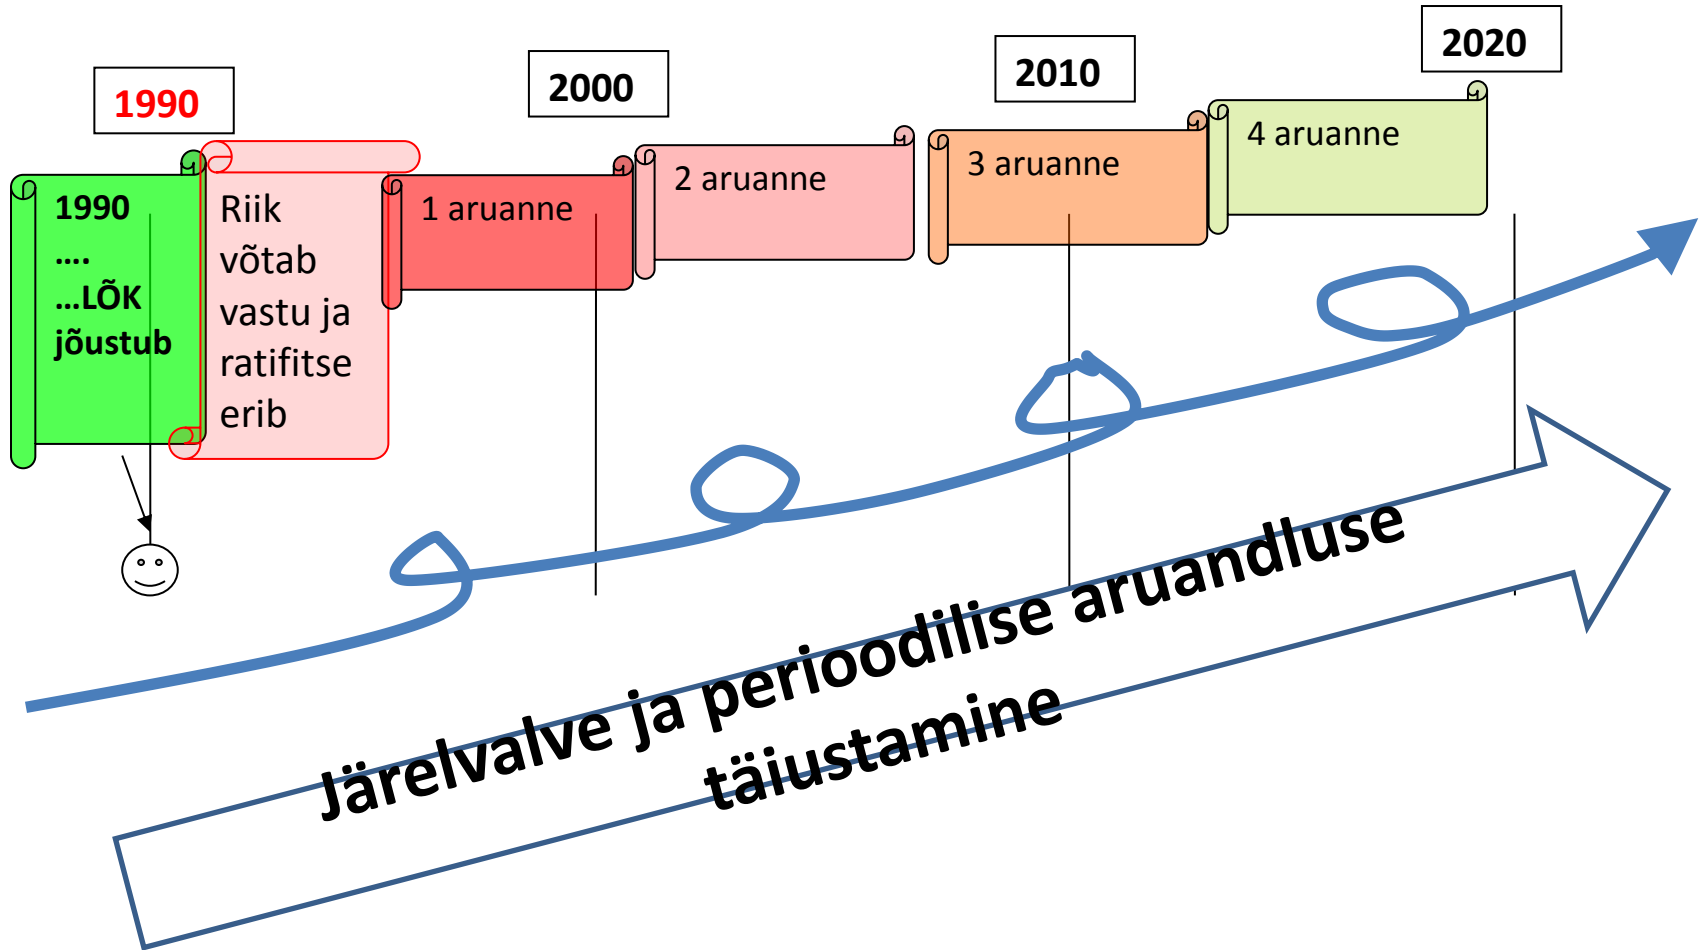 1990
2000
2010
2020
1990
....
...LÕK
jõustub
Riik
võtab
vastu ja
ratifitse
erib
1 aruanne
2 aruanne
3 aruanne
4 aruanne
Järelvalve ja perioodilise aruandluse
täiustamine